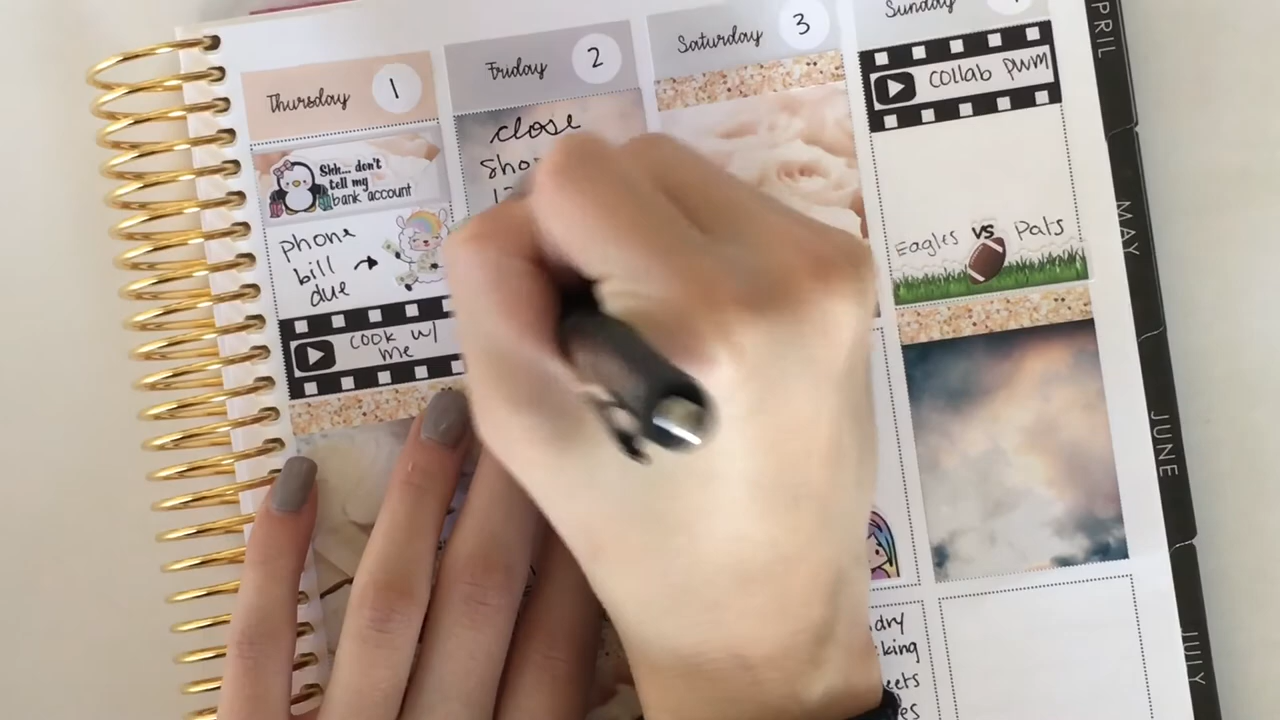 Thursday 1
Shh... don't
tell my
bank account
phone
bill
due
cook w/
me
Friday 2
close
Saturday 3
Sunday
collab PWM
Eagles vs Pats
dry
APRIL
MAY
JUNE
JULY